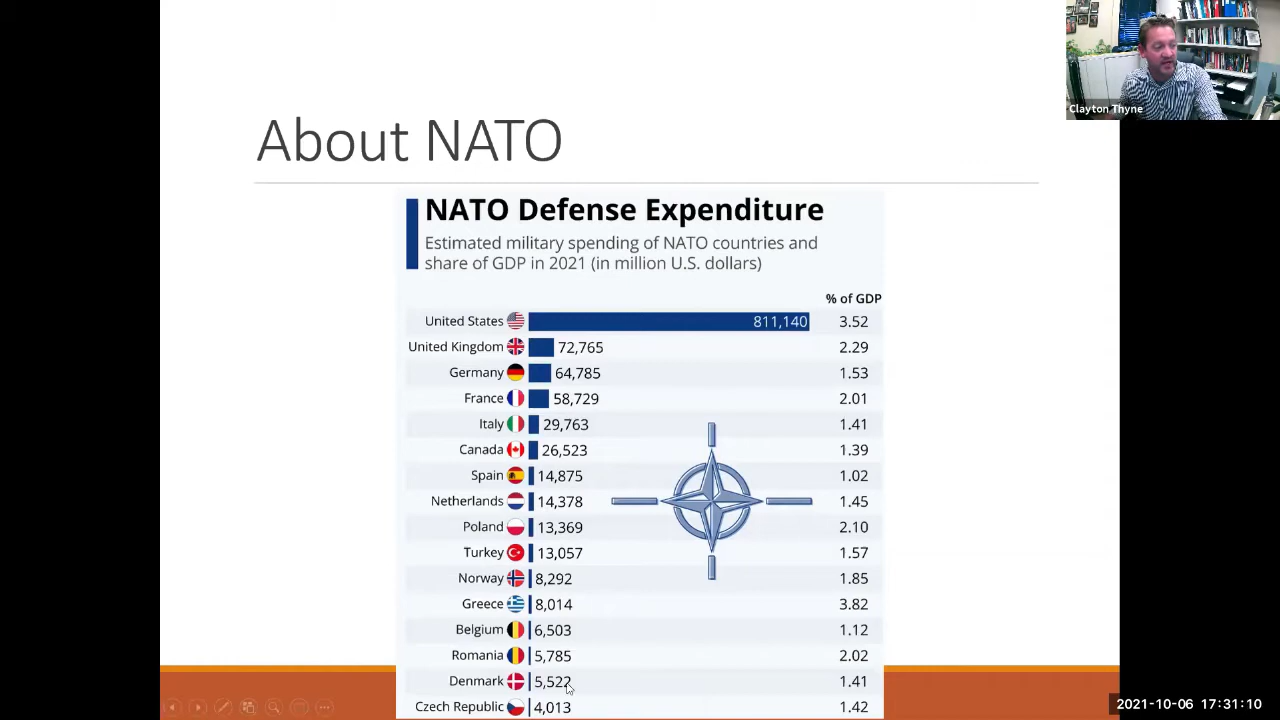 Clayton Thyne
About NATO
NATO Defense Expenditure
Estimated military spending of NATO countries and
share of GDP in 2021 (in million U.S. dollars)
% of GDP
United States 811,140 3.52
United Kingdom 72,765 2.29
Germany 64,785 1.53
France 58,729 2.01
Italy 29,763 1.41
Canada 26,523 1.39
Spain 14,875 1.02
Netherlands 14,378 1.45
Poland 13,369 2.10
Turkey 13,057 1.57
Norway 8,292 1.85
Greece 8,014 3.82
Belgium 6,503 1.12
Romania 5,785 2.02
Denmark 5,522 1.41
Czech Republic 4,013 1.42
2021-10-06 17:31:10